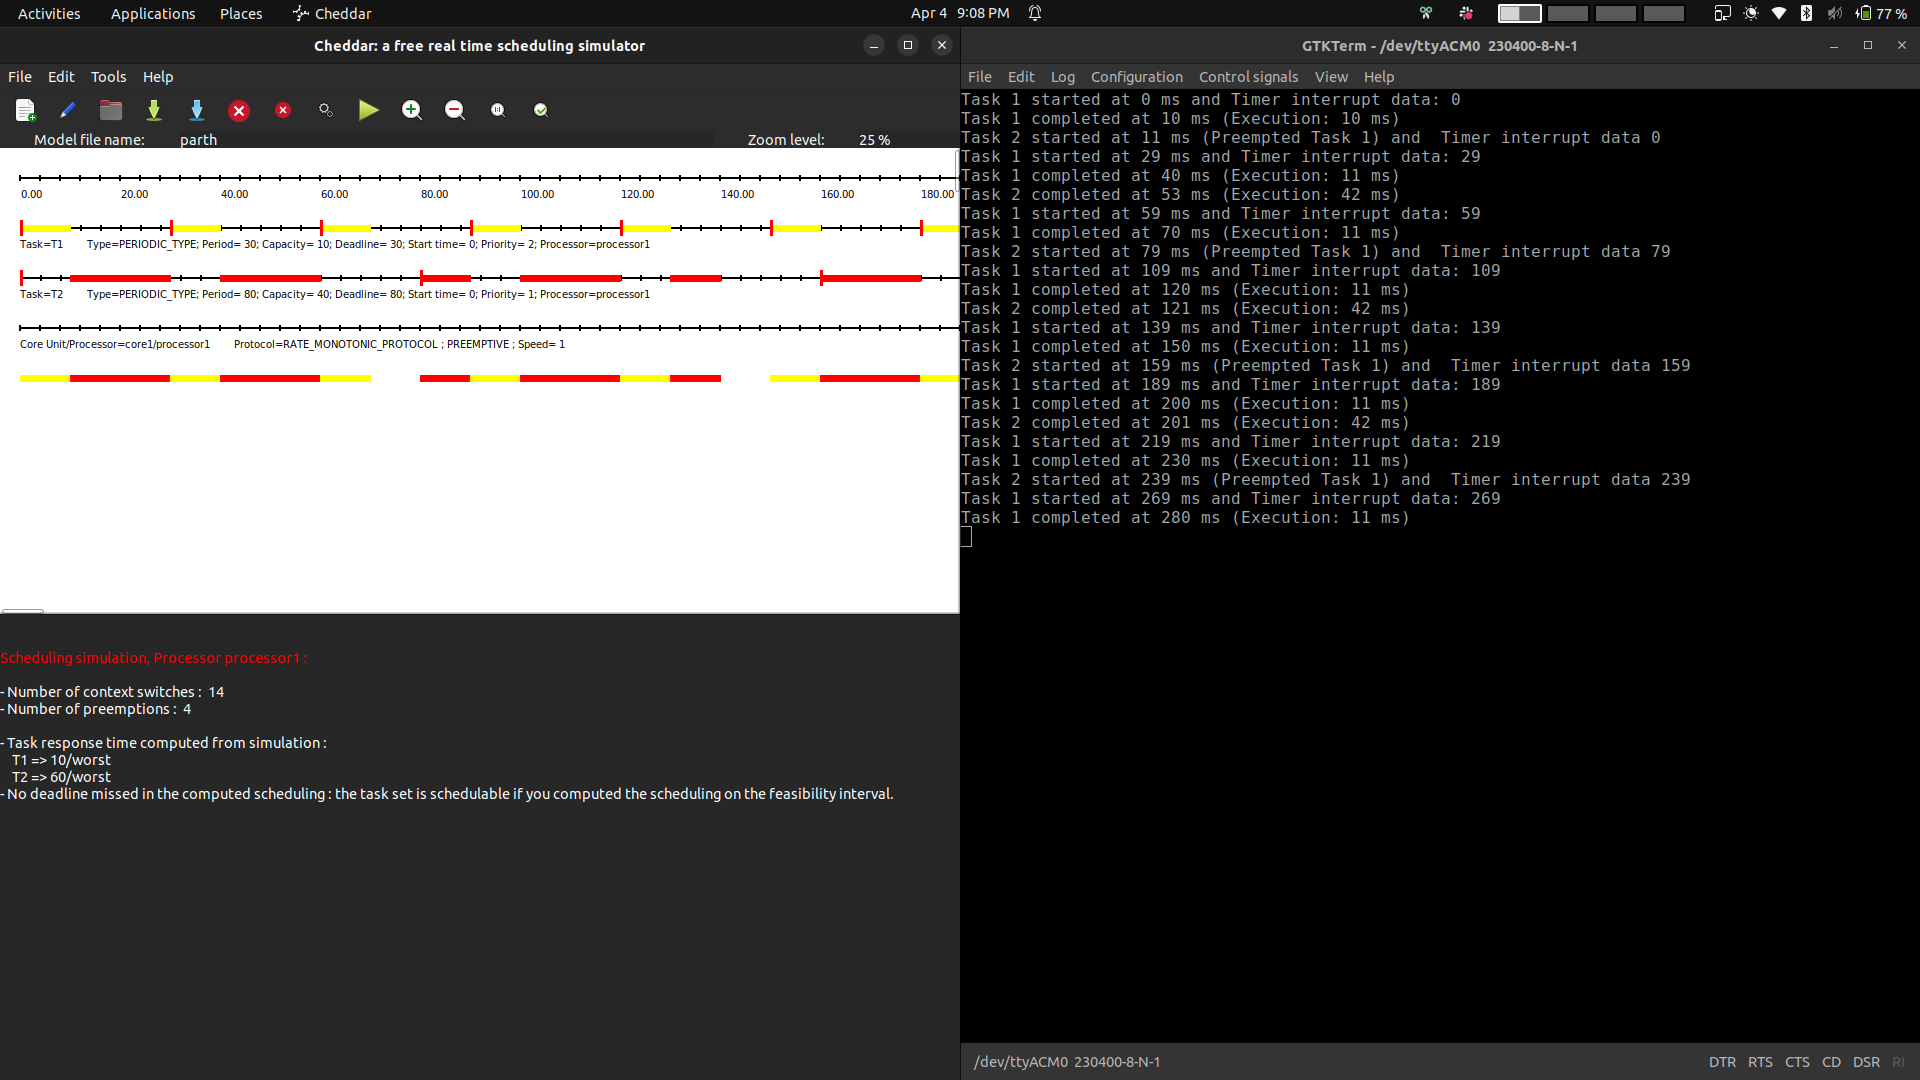 Activities Applications Places Cheddar Apr 4 9:08 PM 77 %
Cheddar: a free real time scheduling simulator
File Edit Tools Help
Model file name: parth Zoom level: 25 %
0.00 20.00 40.00 60.00 80.00 100.00 120.00 140.00 160.00 180.00
Task=T1 Type=PERIODIC_TYPE; Period= 30; Capacity= 10; Deadline= 30; Start time= 0; Priority= 2; Processor=processor1
Task=T2 Type=PERIODIC_TYPE; Period= 80; Capacity= 40; Deadline= 80; Start time= 0; Priority= 1; Processor=processor1
Core Unit/Processor=core1/processor1 Protocol=RATE_MONOTONIC_PROTOCOL ; PREEMPTIVE ; Speed= 1
Scheduling simulation, Processor processor1 :
- Number of context switches : 14
- Number of preemptions : 4
- Task response time computed from simulation :
T1 => 10/worst
T2 => 60/worst
- No deadline missed in the computed scheduling : the task set is schedulable if you computed the scheduling on the feasibility interval.
GTKTerm - /dev/ttyACM0 230400-8-N-1
File Edit Log Configuration Control signals View Help
Task 1 started at 0 ms and Timer interrupt data: 0
Task 1 completed at 10 ms (Execution: 10 ms)
Task 2 started at 11 ms (Preempted Task 1) and  Timer interrupt data 0
Task 1 started at 29 ms and Timer interrupt data: 29
Task 1 completed at 40 ms (Execution: 11 ms)
Task 2 completed at 53 ms (Execution: 42 ms)
Task 1 started at 59 ms and Timer interrupt data: 59
Task 1 completed at 70 ms (Execution: 11 ms)
Task 2 started at 79 ms (Preempted Task 1) and  Timer interrupt data 79
Task 1 started at 109 ms and Timer interrupt data: 109
Task 1 completed at 120 ms (Execution: 11 ms)
Task 2 completed at 121 ms (Execution: 42 ms)
Task 1 started at 139 ms and Timer interrupt data: 139
Task 1 completed at 150 ms (Execution: 11 ms)
Task 2 started at 159 ms (Preempted Task 1) and  Timer interrupt data 159
Task 1 started at 189 ms and Timer interrupt data: 189
Task 1 completed at 200 ms (Execution: 11 ms)
Task 2 completed at 201 ms (Execution: 42 ms)
Task 1 started at 219 ms and Timer interrupt data: 219
Task 1 completed at 230 ms (Execution: 11 ms)
Task 2 started at 239 ms (Preempted Task 1) and  Timer interrupt data 239
Task 1 started at 269 ms and Timer interrupt data: 269
Task 1 completed at 280 ms (Execution: 11 ms)
/dev/ttyACM0 230400-8-N-1 DTR RTS CTS CD DSR RI